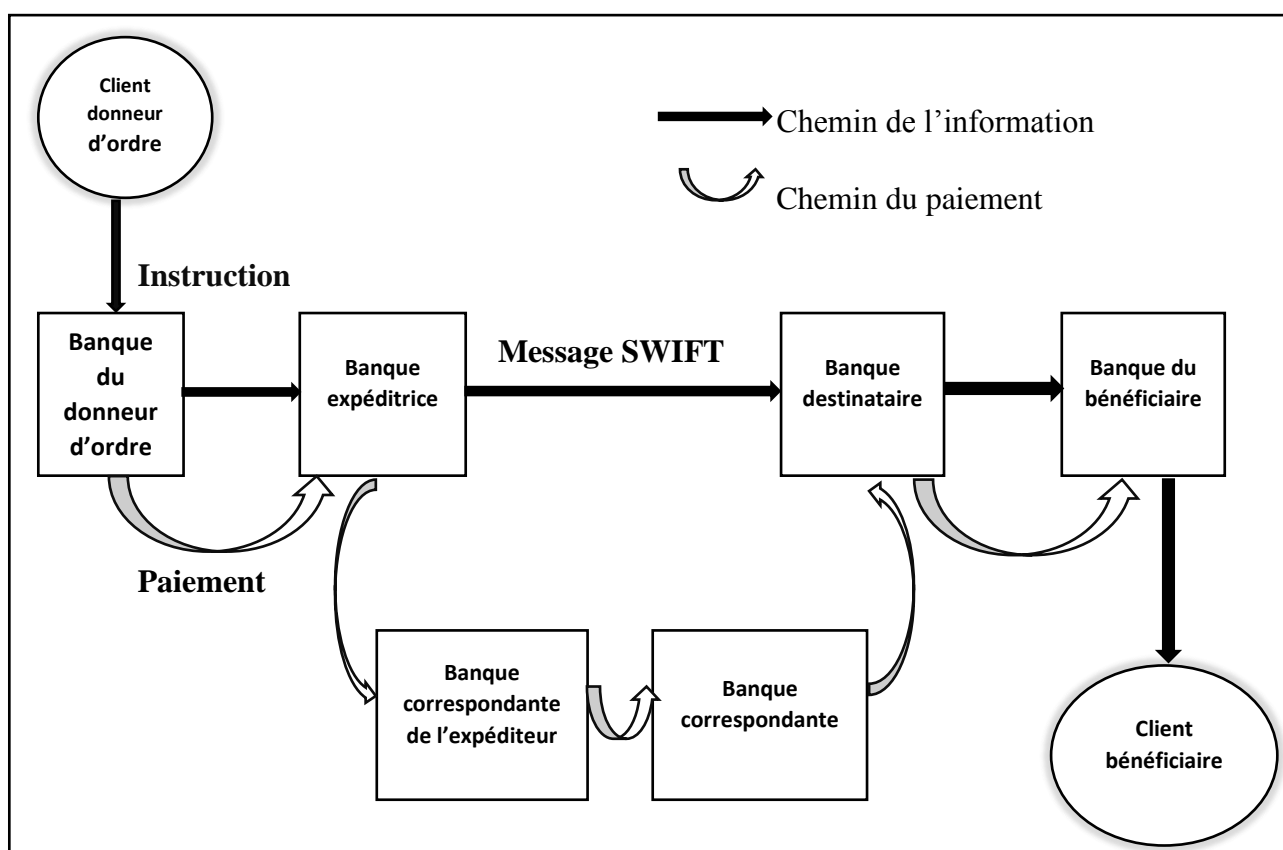 Client
donneur
d’ordre
Chemin de l’information
Chemin du paiement
Instruction
Banque
du
donneur
d’ordre
Banque
expéditrice
Message SWIFT
Banque
destinataire
Banque du
bénéficiaire
Paiement
Banque
correspondante
de l’expéditeur
Banque
correspondante
Client
bénéficiaire